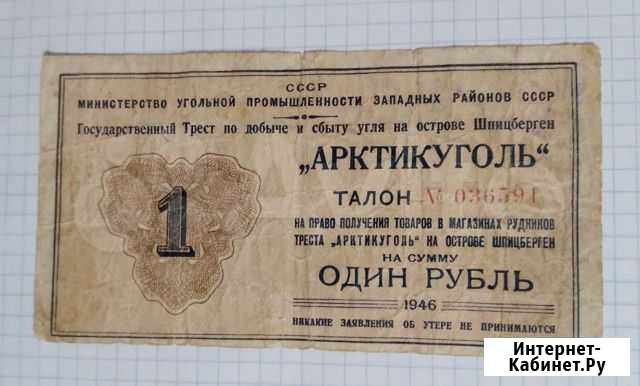 СССР
МИНИСТЕРСТВО УГОЛЬНОЙ ПРОМЫШЛЕННОСТИ ЗАПАДНЫХ РАЙОНОВ СССР
Государственный Трест по добыче и сбыту угля на острове Шпицберген
„АРКТИКУГОЛЬ“
ТАЛОН № 036591
1
НА ПРАВО ПОЛУЧЕНИЯ ТОВАРОВ В МАГАЗИНАХ РУДНИКОВ
ТРЕСТА „АРКТИКУГОЛЬ“ НА ОСТРОВЕ ШПИЦБЕРГЕН
НА СУММУ
ОДИН РУБЛЬ
1946
НИКАКИЕ ЗАЯВЛЕНИЯ ОБ УТЕРЕ НЕ ПРИНИМАЮТСЯ
Интернет-
Кабинет.Ру